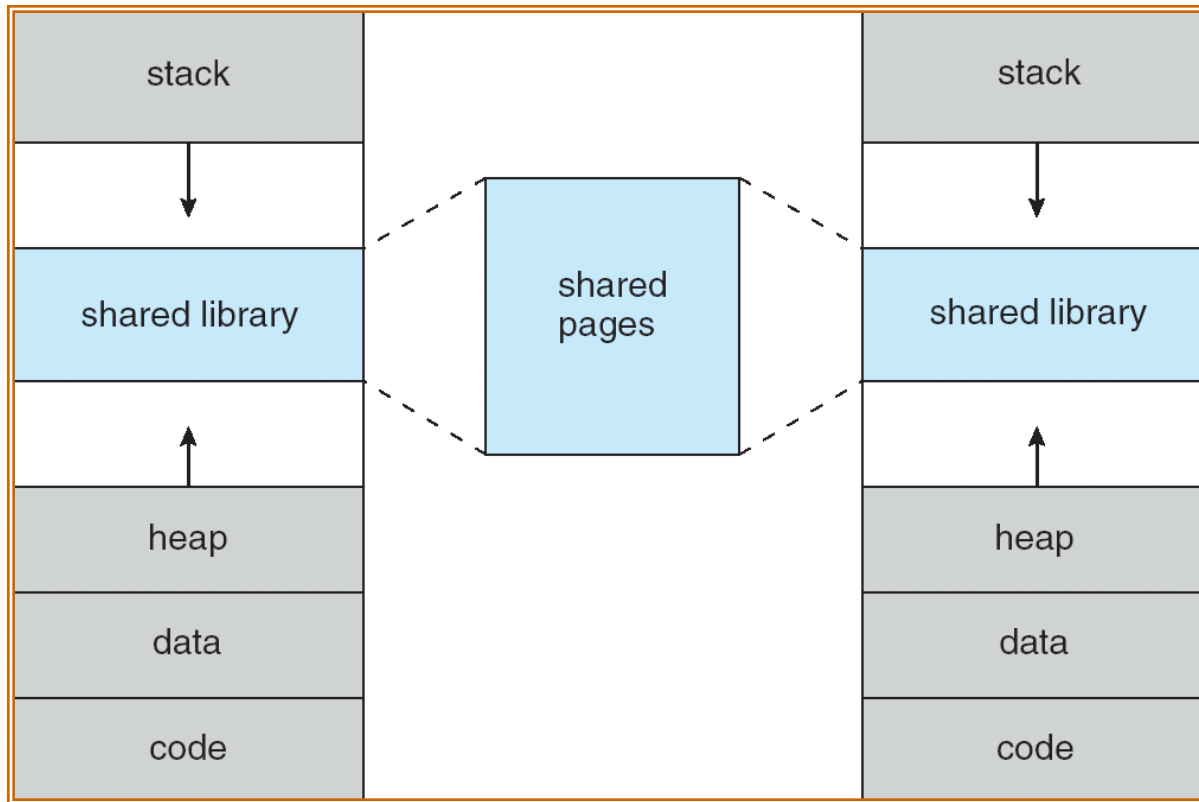 stack
shared library
heap
data
code
shared
pages
stack
shared library
heap
data
code